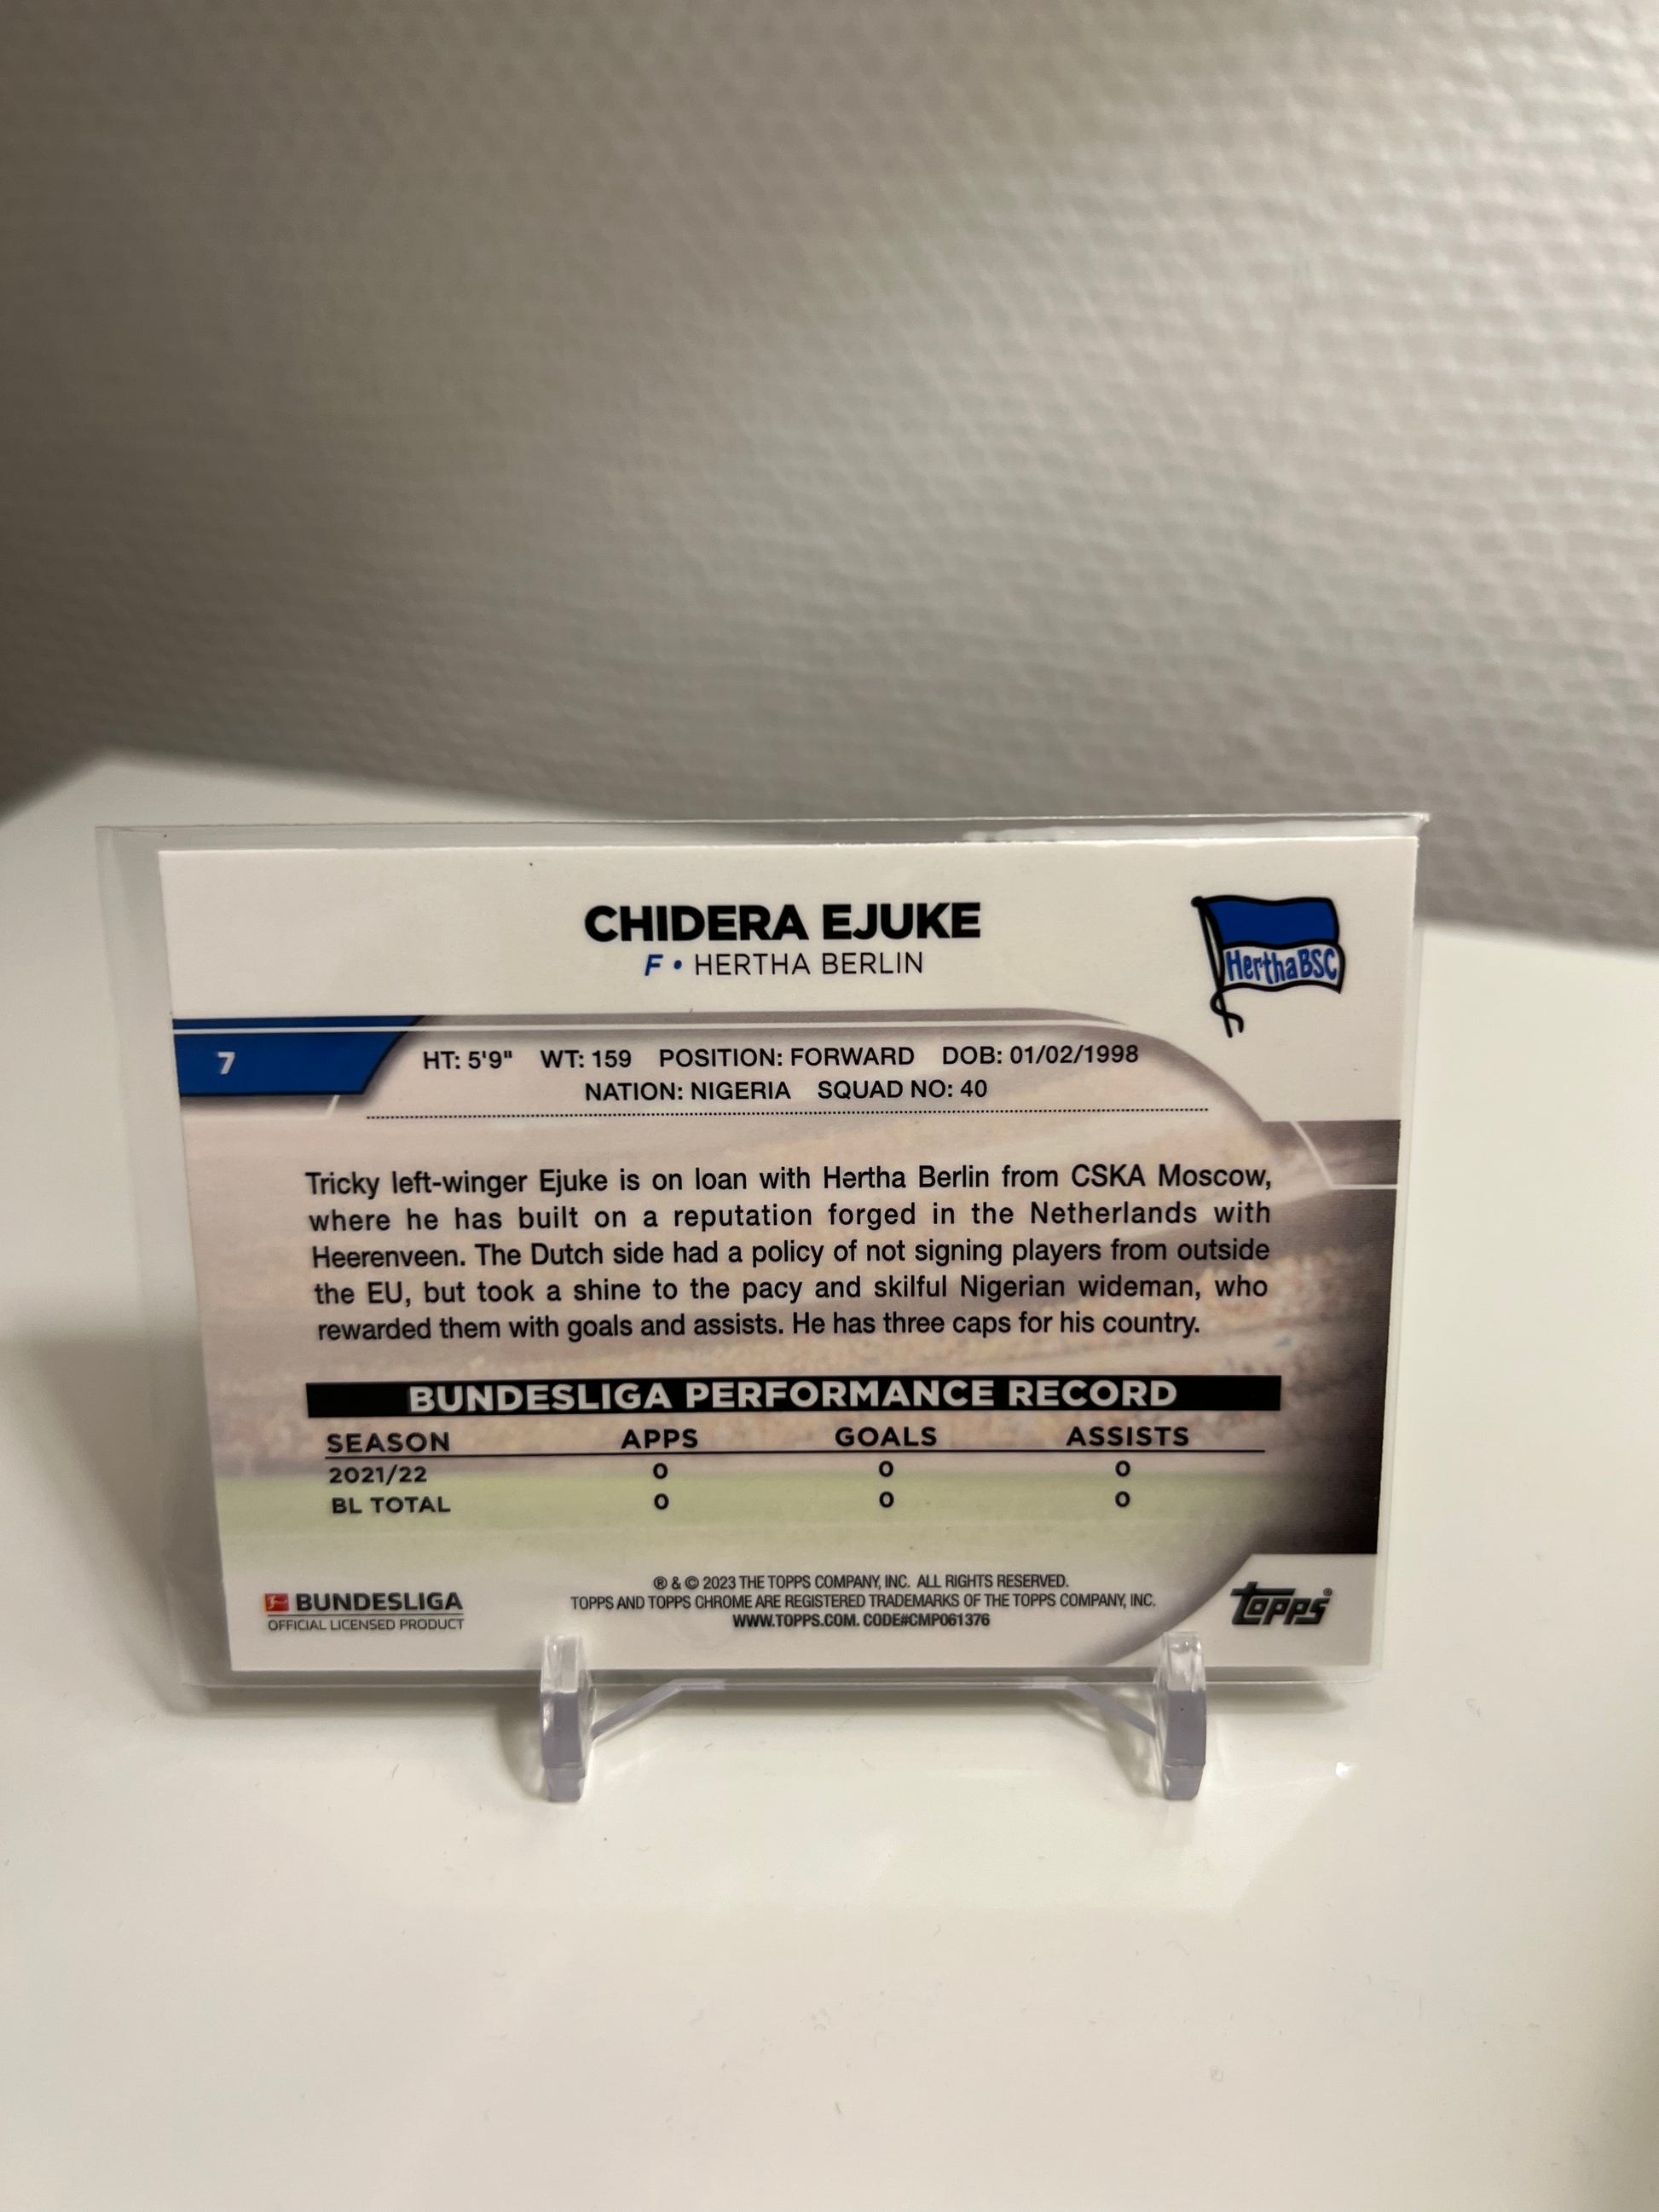 CHIDERA EJUKE
F • HERTHA BERLIN
HerthaBSC
7
HT: 5'9" WT: 159 POSITION: FORWARD DOB: 01/02/1998
NATION: NIGERIA SQUAD NO: 40
Tricky left-winger Ejuke is on loan with Hertha Berlin from CSKA Moscow,
where he has built on a reputation forged in the Netherlands with
Heerenveen. The Dutch side had a policy of not signing players from outside
the EU, but took a shine to the pacy and skilful Nigerian wideman, who
rewarded them with goals and assists. He has three caps for his country.
BUNDESLIGA PERFORMANCE RECORD
SEASON APPS GOALS ASSISTS
2021/22 0 0 0
BL TOTAL 0 0 0
BUNDESLIGA
OFFICIAL LICENSED PRODUCT
® & © 2023 THE TOPPS COMPANY, INC. ALL RIGHTS RESERVED.
TOPPS AND TOPPS CHROME ARE REGISTERED TRADEMARKS OF THE TOPPS COMPANY, INC.
WWW.TOPPS.COM. CODE#CMP061376
topps®